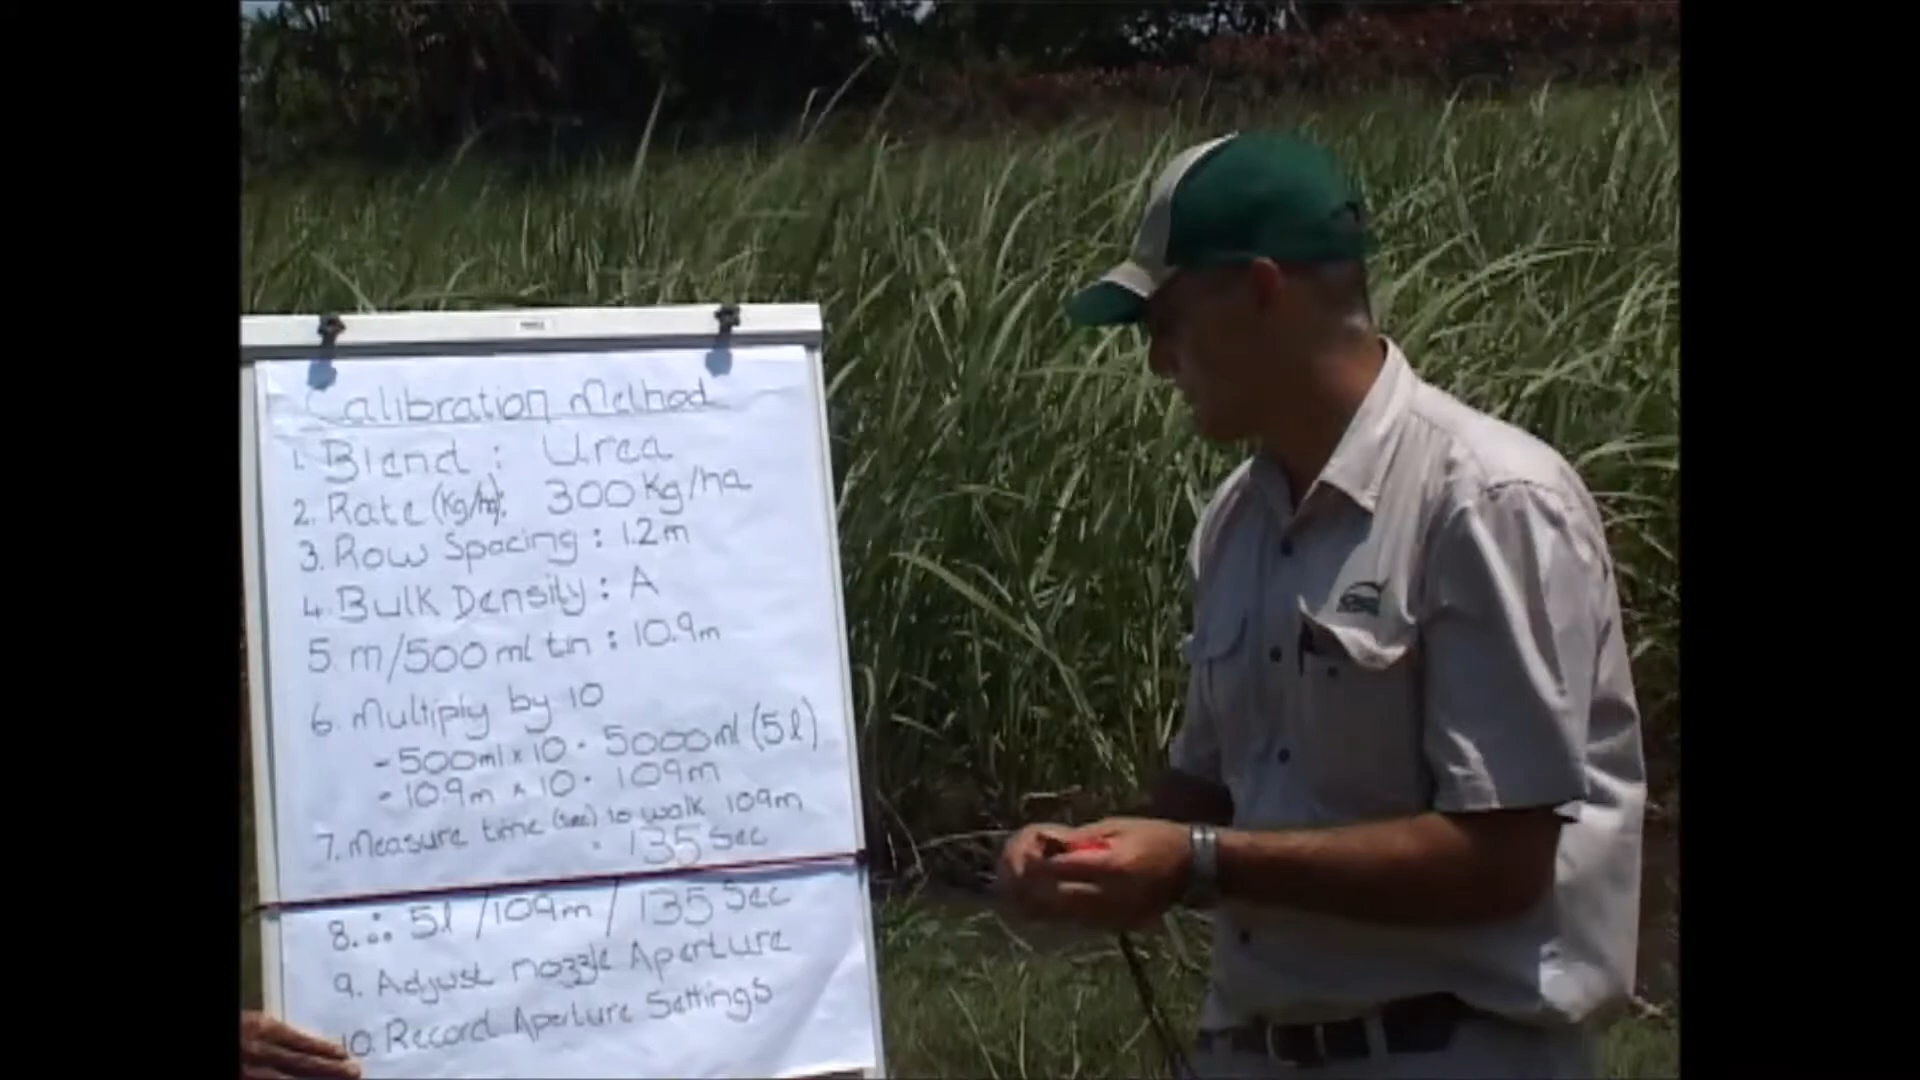 Calibration Method
1. Blend : Urea
2. Rate (Kg/ha): 300Kg/ha
3. Row Spacing : 1.2m
4. Bulk Density : A
5. m/500ml tin : 10.9m
6. Multiply by 10
- 500ml x 10 = 5000ml (5l)
- 10.9m x 10 = 109m
7. Measure time (sec) to walk 109m
= 135 Sec
8. ∴ 5l /109m / 135 Sec
9. Adjust nozzle Aperture
10. Record Aperture Settings